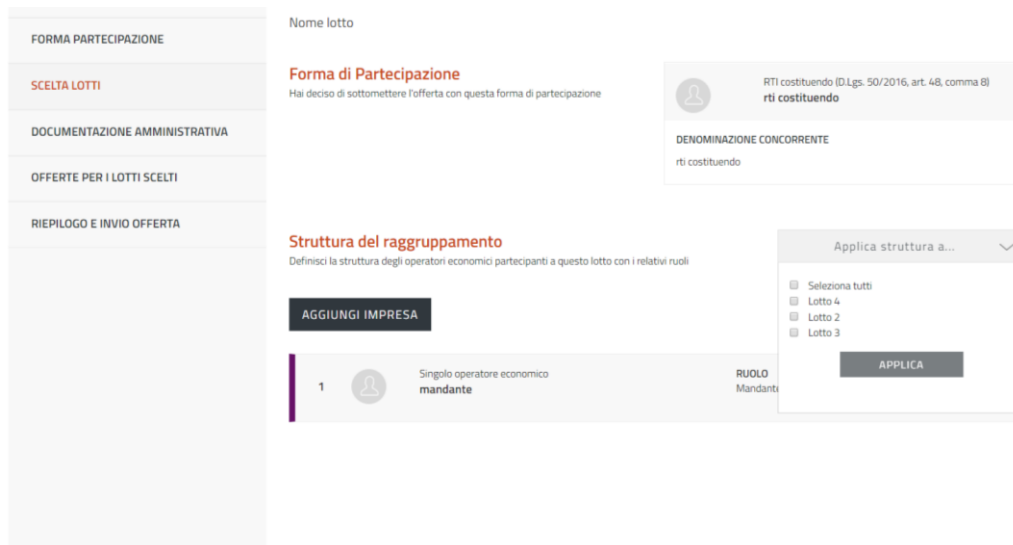 FORMA PARTECIPAZIONE
SCELTA LOTTI
DOCUMENTAZIONE AMMINISTRATIVA
OFFERTE PER I LOTTI SCELTI
RIEPILOGO E INVIO OFFERTA
Nome lotto
Forma di Partecipazione
Hai deciso di sottomettere l'offerta con questa forma di partecipazione
RTI costituendo (D.Lgs. 50/2016, art. 48, comma 8)
rti costituendo
DENOMINAZIONE CONCORRENTE
rti costituendo
Struttura del raggruppamento
Definisci la struttura degli operatori economici partecipanti a questo lotto con i relativi ruoli
Applica struttura a...
Seleziona tutti
Lotto 4
Lotto 2
Lotto 3
APPLICA
AGGIUNGI IMPRESA
1
Singolo operatore economico
mandante
RUOLO
Mandante